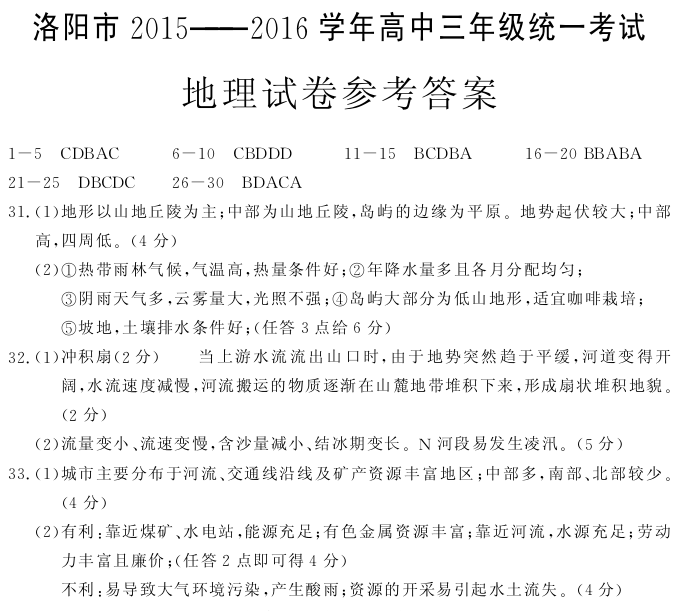 洛阳市 2015——2016 学年高中三年级统一考试
地理试卷参考答案
1－5 CDBAC 6－10 CBDDD 11－15 BCDBA 16－20 BBABA
21－25 DBCDC 26－30 BDACA
31.(1)地形以山地丘陵为主;中部为山地丘陵,岛屿的边缘为平原。地势起伏较大;中部
高,四周低。(4 分)
(2)①热带雨林气候,气温高,热量条件好;②年降水量多且各月分配均匀;
③阴雨天气多,云雾量大,光照不强;④岛屿大部分为低山地形,适宜咖啡栽培;
⑤坡地,土壤排水条件好;(任答 3 点给 6 分)
32.(1)冲积扇(2 分) 当上游水流流出山口时,由于地势突然趋于平缓,河道变得开
阔,水流速度减慢,河流搬运的物质逐渐在山麓地带堆积下来,形成扇状堆积地貌。
(2 分)
(2)流量变小、流速变慢,含沙量减小、结冰期变长。N 河段易发生凌汛。(5 分)
33.(1)城市主要分布于河流、交通线沿线及矿产资源丰富地区;中部多,南部、北部较少。
(4 分)
(2)有利:靠近煤矿、水电站,能源充足;有色金属资源丰富;靠近河流,水源充足;劳动
力丰富且廉价;(任答 2 点即可得 4 分)
不利:易导致大气环境污染,产生酸雨;资源的开采易引起水土流失。(4 分)